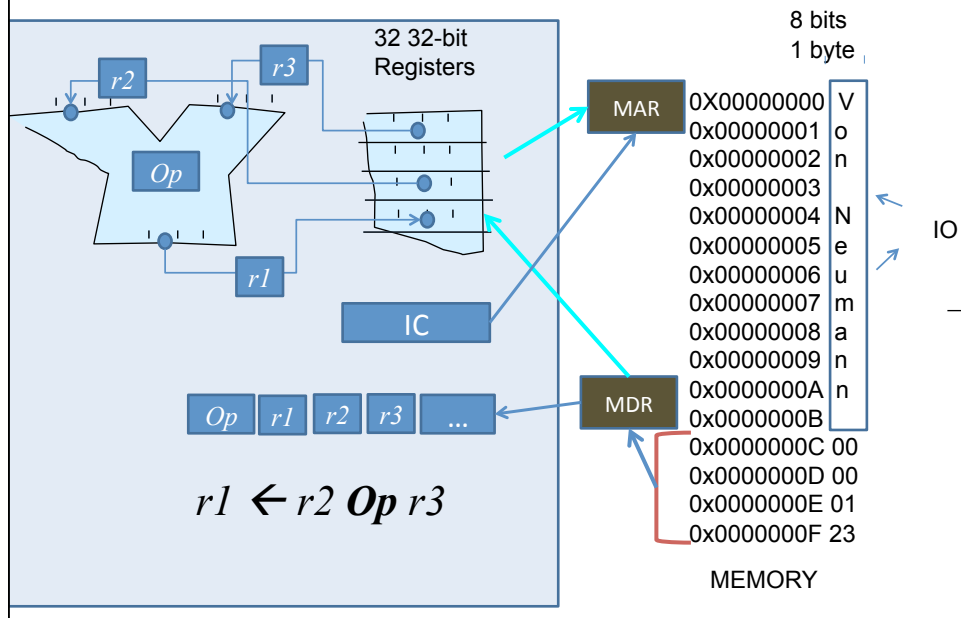 32 32-bit
Registers
8 bits
1 byte
r2
r3
Op
r1
IC
MAR
MDR
Op r1 r2 r3 ...
r1 ← r2 Op r3
0X00000000 V
0x00000001 o
0x00000002 n
0x00000003
0x00000004 N
0x00000005 e
0x00000006 u
0x00000007 m
0x00000008 a
0x00000009 n
0x0000000A n
0x0000000B
0x0000000C 00
0x0000000D 00
0x0000000E 01
0x0000000F 23
MEMORY
IO